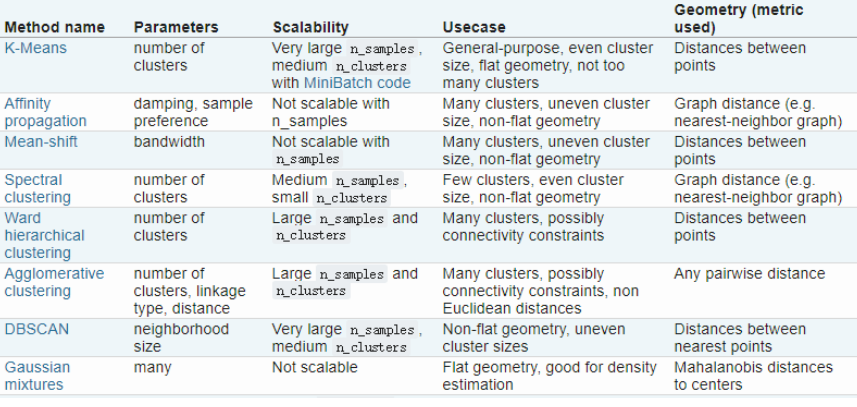 Method name Parameters Scalability Usecase Geometry (metric used)
K-Means number of clusters Very large n_samples, medium n_clusters with MiniBatch code General-purpose, even cluster size, flat geometry, not too many clusters Distances between points
Affinity propagation damping, sample preference Not scalable with n_samples Many clusters, uneven cluster size, non-flat geometry Graph distance (e.g. nearest-neighbor graph)
Mean-shift bandwidth Not scalable with n_samples Many clusters, uneven cluster size, non-flat geometry Distances between points
Spectral clustering number of clusters Medium n_samples, small n_clusters Few clusters, even cluster size, non-flat geometry Graph distance (e.g. nearest-neighbor graph)
Ward hierarchical clustering number of clusters Large n_samples and n_clusters Many clusters, possibly connectivity constraints Distances between points
Agglomerative clustering number of clusters, linkage type, distance Large n_samples and n_clusters Many clusters, possibly connectivity constraints, non Euclidean distances Any pairwise distance
DBSCAN neighborhood size Very large n_samples, medium n_clusters Non-flat geometry, uneven cluster sizes Distances between nearest points
Gaussian mixtures many Not scalable Flat geometry, good for density estimation Mahalanobis distances to centers